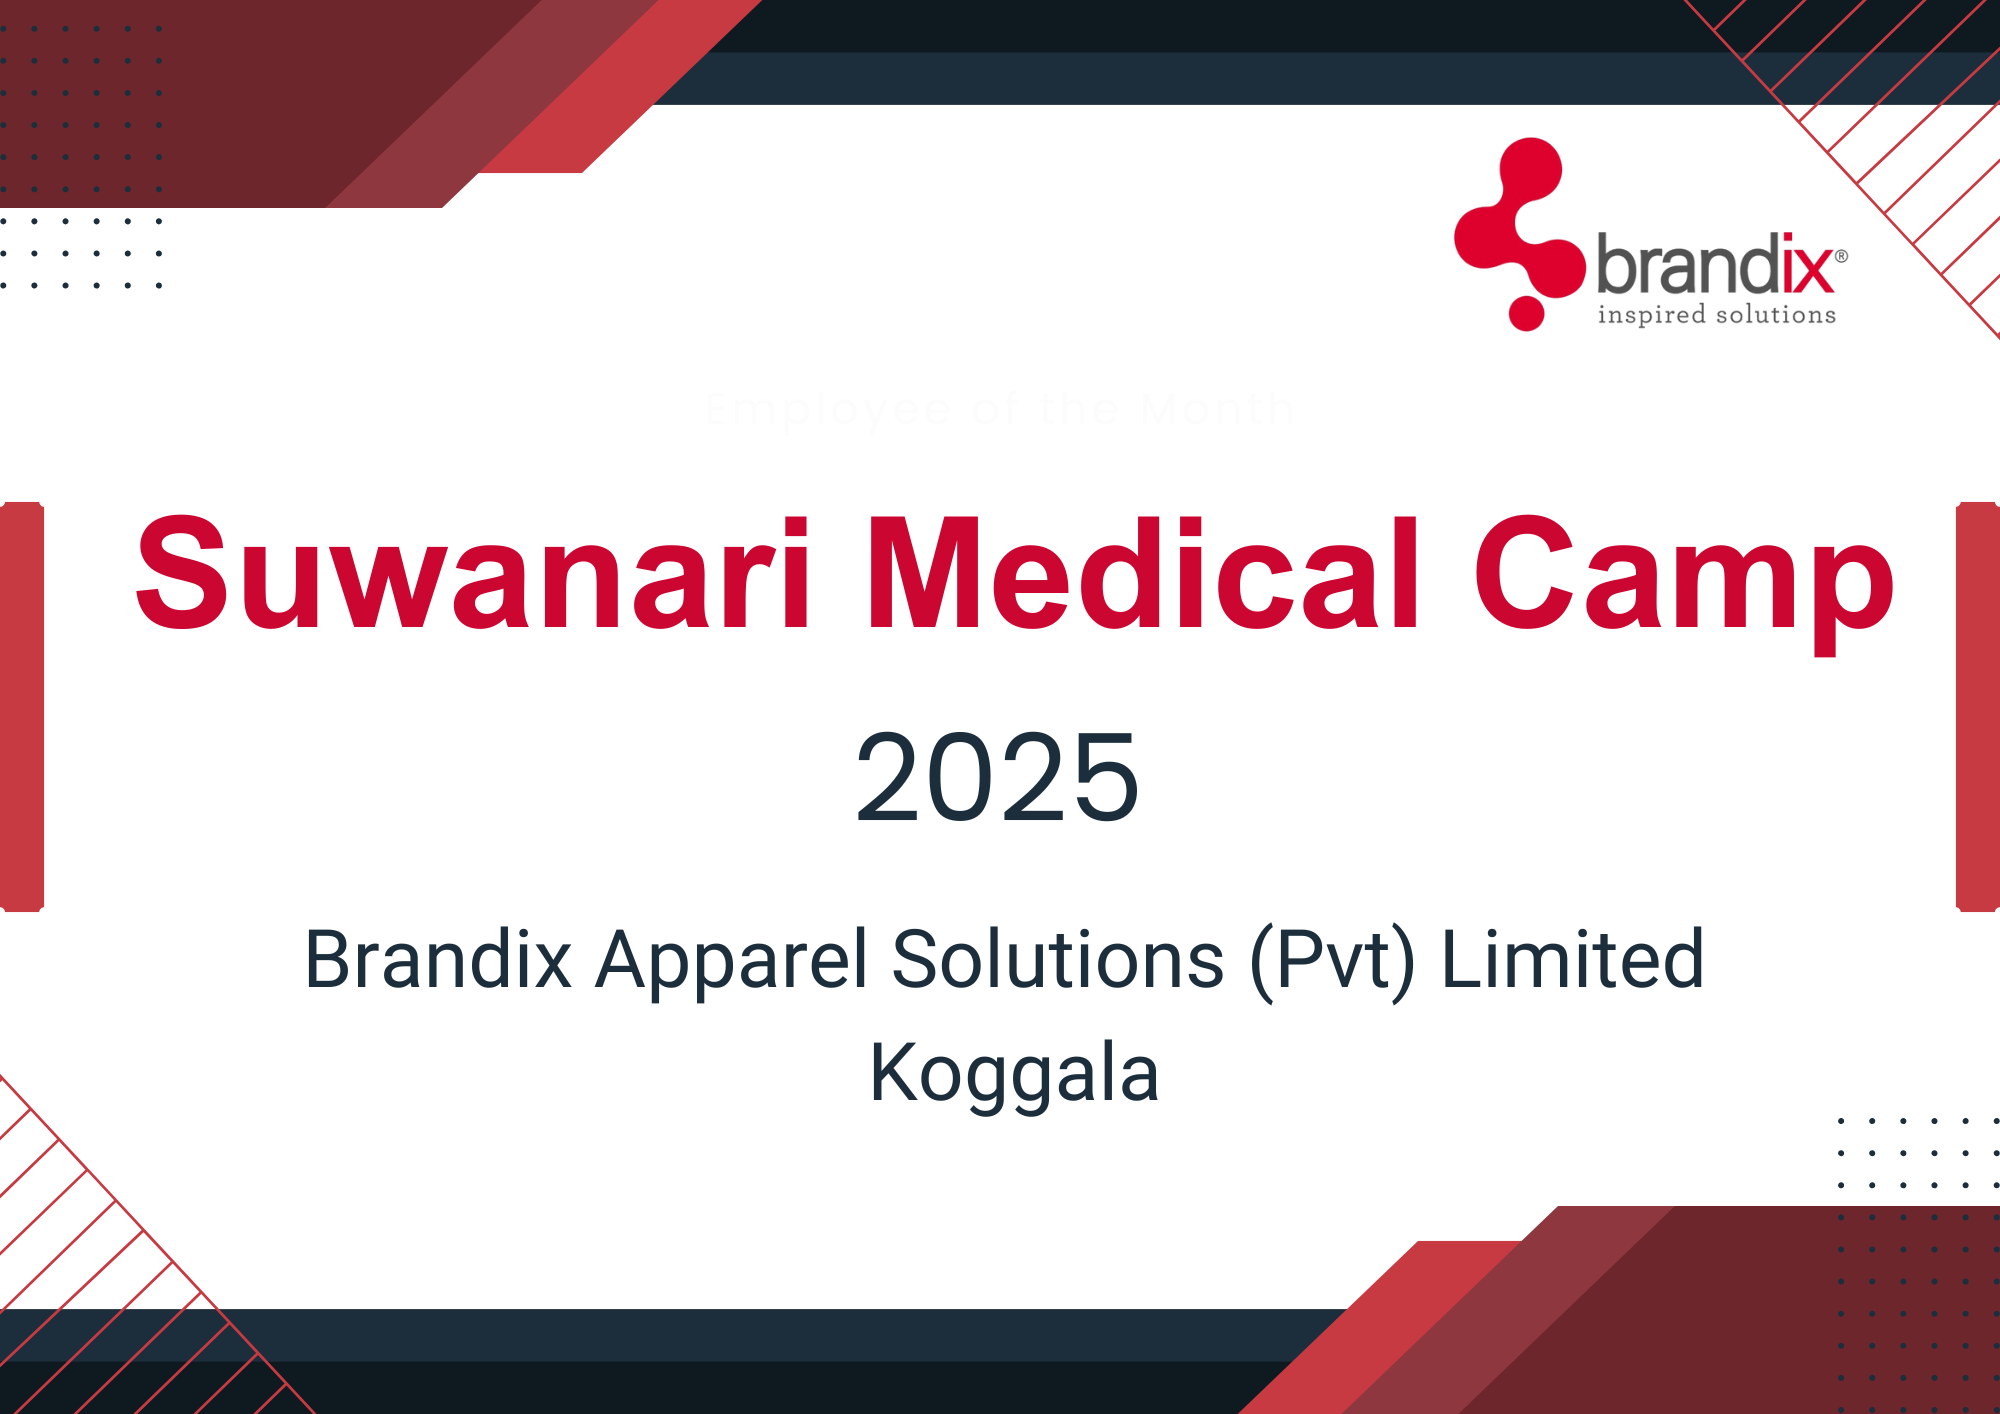 brandix®
inspired solutions
Employee of the Month
Suwanari Medical Camp
2025
Brandix Apparel Solutions (Pvt) Limited
Koggala